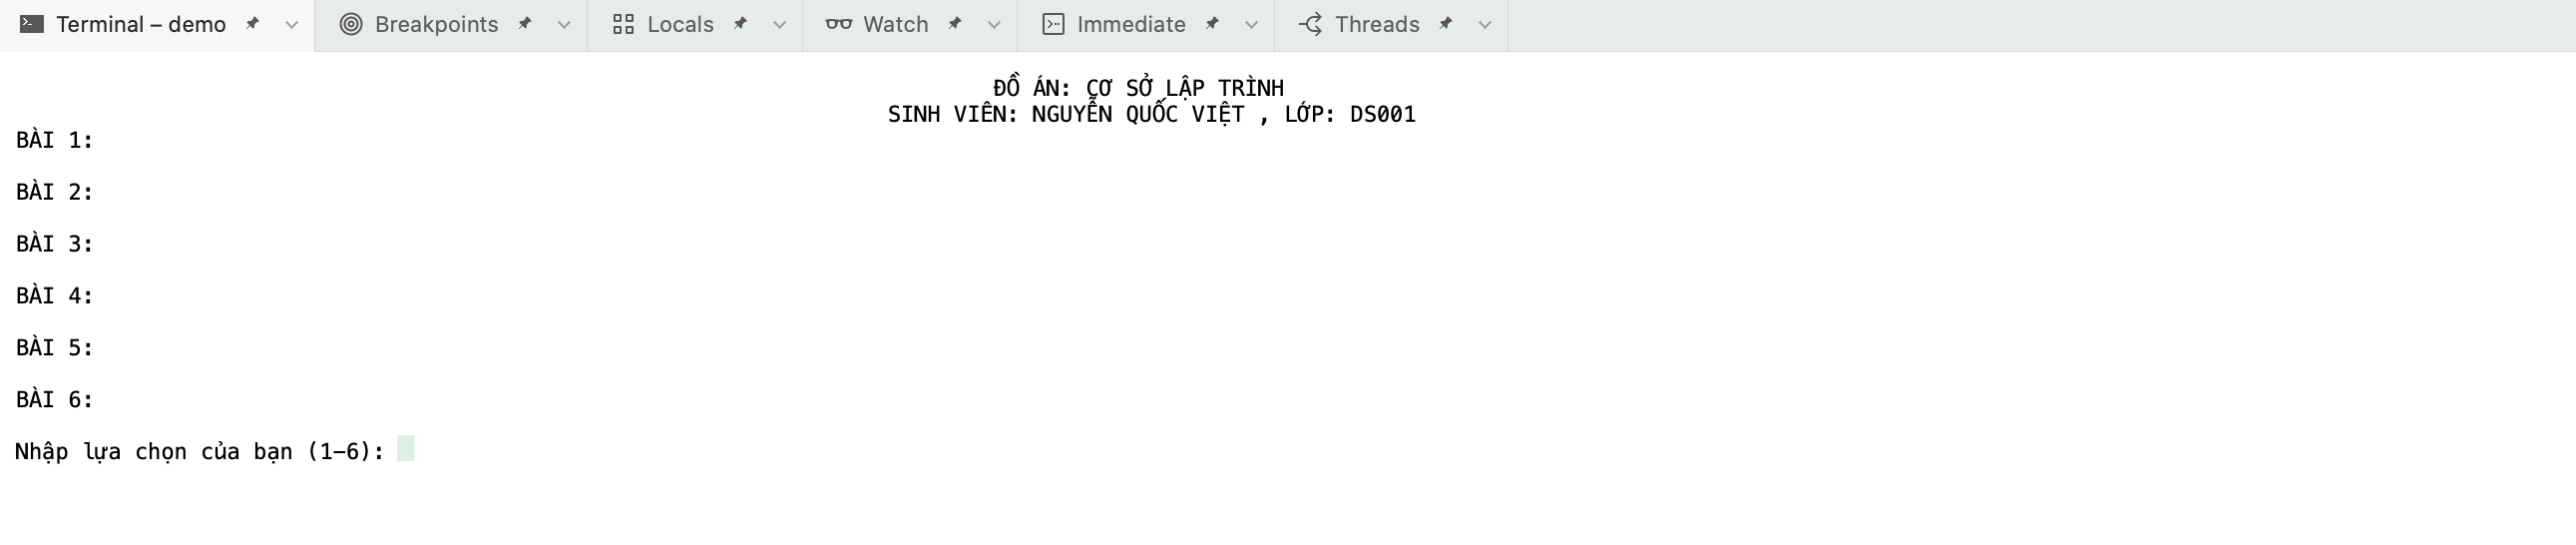 Terminal – demo Breakpoints Locals Watch Immediate Threads
ĐỒ ÁN: CƠ SỞ LẬP TRÌNH
SINH VIÊN: NGUYỄN QUỐC VIỆT , LỚP: DS001
BÀI 1:
BÀI 2:
BÀI 3:
BÀI 4:
BÀI 5:
BÀI 6:
Nhập lựa chọn của bạn (1-6):